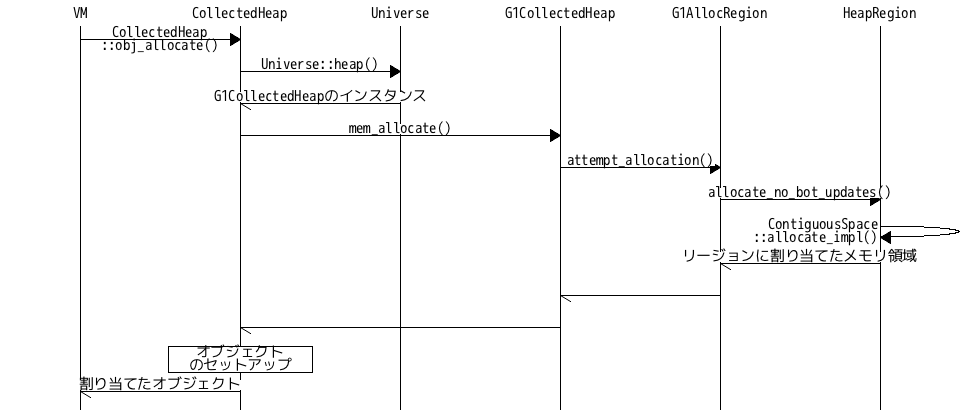 VM CollectedHeap Universe G1CollectedHeap G1AllocRegion HeapRegion
CollectedHeap
::obj_allocate()
Universe::heap()
G1CollectedHeapのインスタンス
mem_allocate()
attempt_allocation()
allocate_no_bot_updates()
ContiguousSpace
::allocate_impl()
リージョンに割り当てたメモリ領域
オブジェクト
のセットアップ
割り当てたオブジェクト